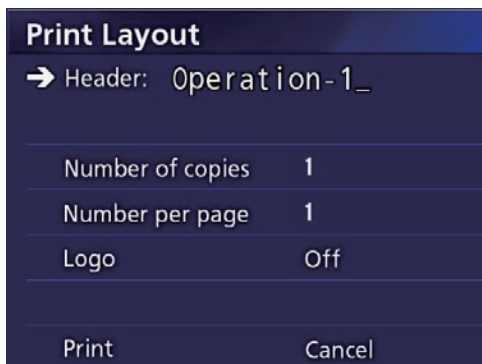 Print Layout
→ Header: Operation-1_
Number of copies 1
Number per page 1
Logo Off
Print Cancel